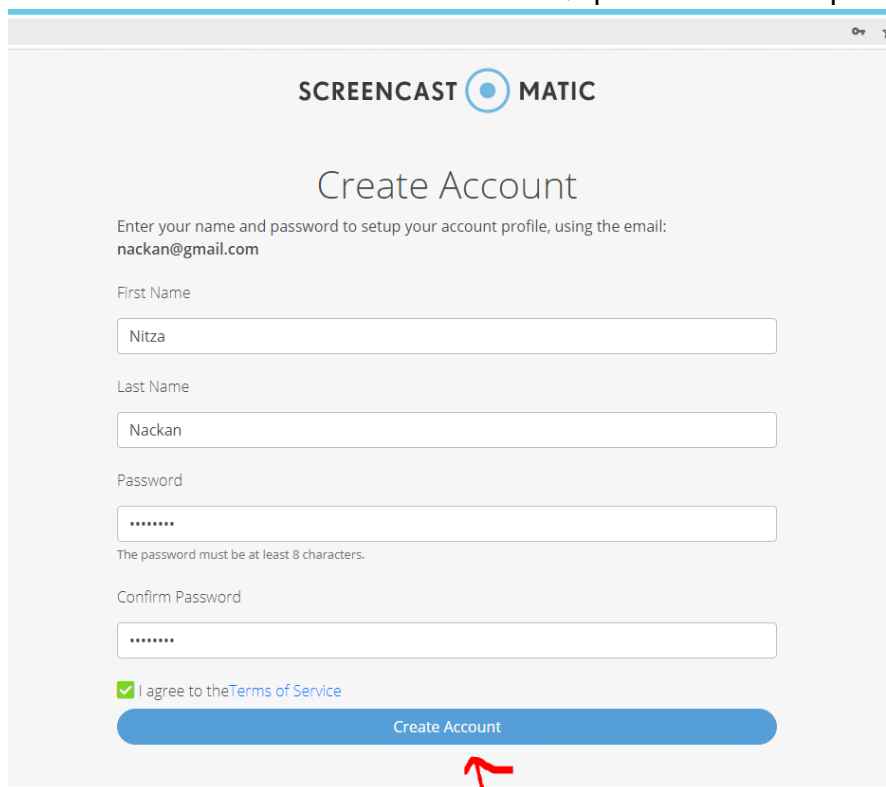 SCREENCAST MATIC
Create Account
Enter your name and password to setup your account profile, using the email:
nackan@gmail.com
First Name
Nitza
Last Name
Nackan
Password
••••••••
The password must be at least 8 characters.
Confirm Password
••••••••
I agree to theTerms of Service
Create Account